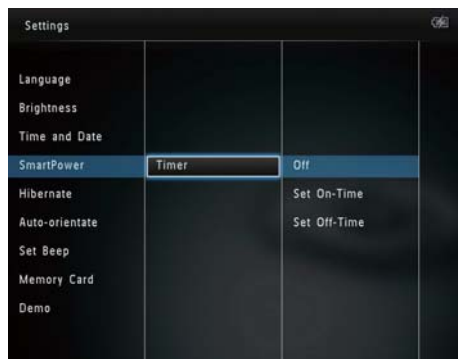 Settings
Language
Brightness
Time and Date
SmartPower Timer Off
Hibernate Set On-Time
Auto-orientate Set Off-Time
Set Beep
Memory Card
Demo